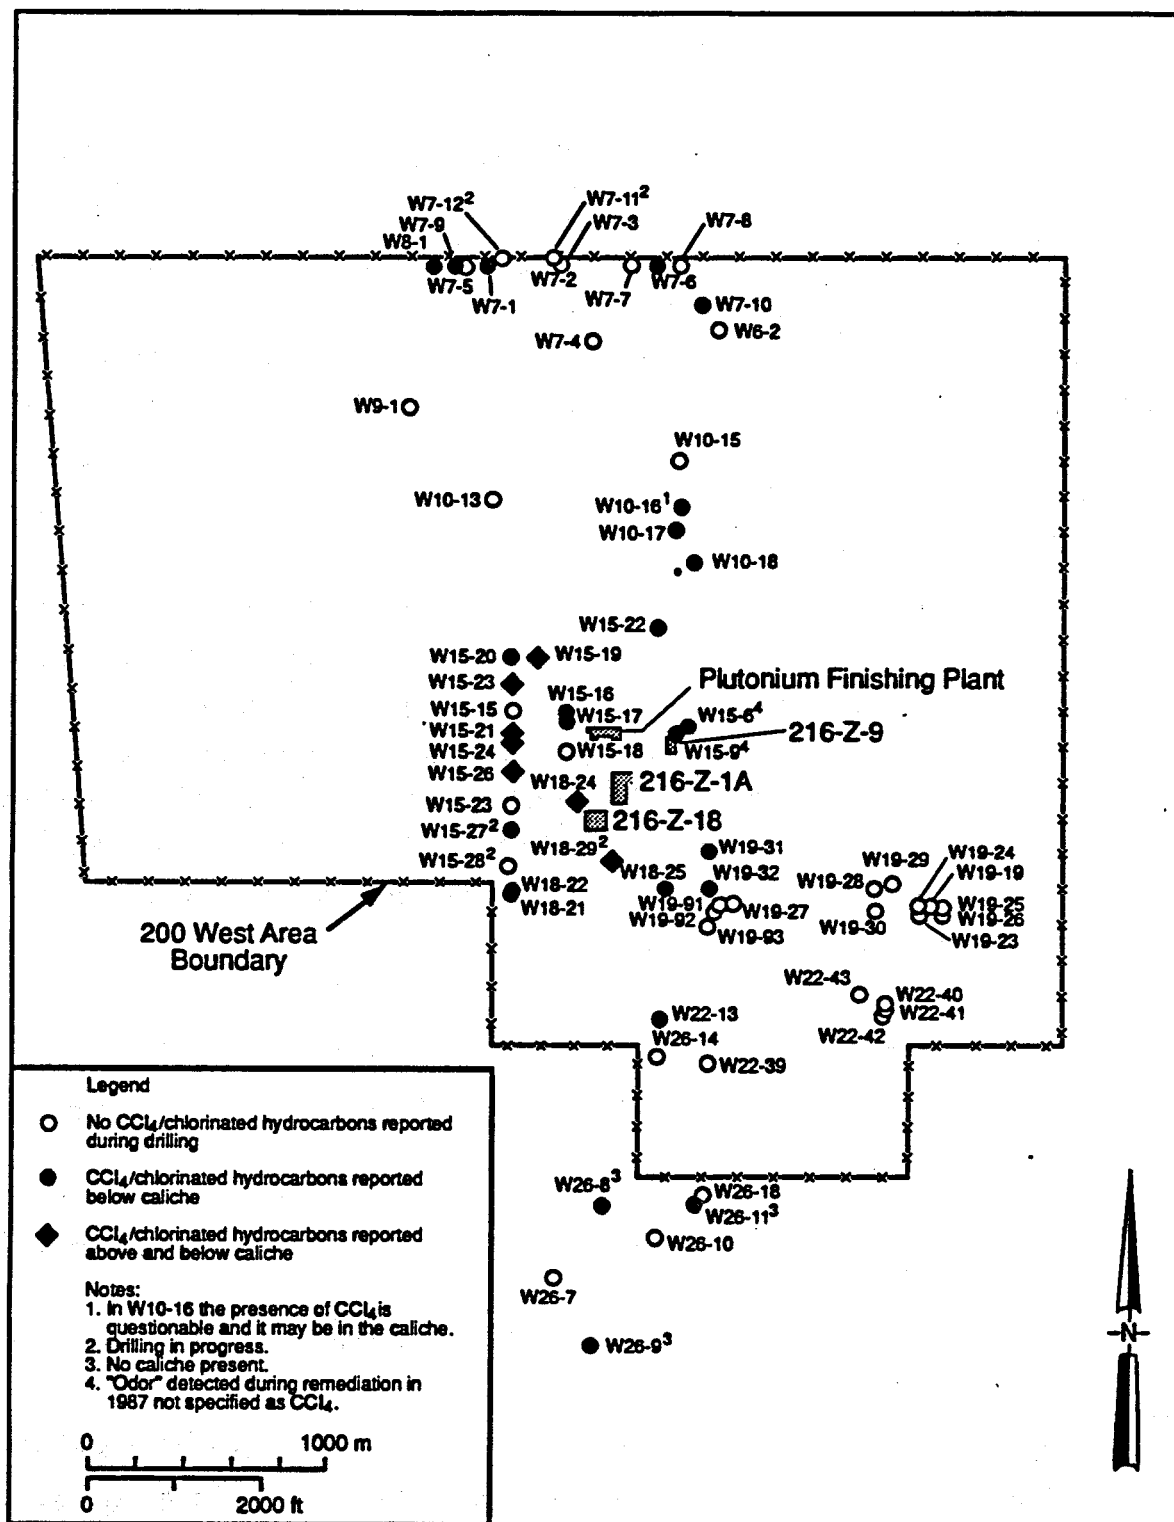 W7-12²
W7-11²
W7-9
W7-3
W7-8
W8-1
W7-5
W7-1
W7-2
W7-7
W7-6
W7-10
W6-2
W7-4
W9-1
W10-15
W10-13
W10-16¹
W10-17
W10-18
W15-22
W15-20
W15-19
W15-23
W15-16
Plutonium Finishing Plant
W15-15
W15-17
W15-6⁴
W15-21
216-Z-9
W15-24
W15-18
W15-9⁴
W15-26
W18-24
216-Z-1A
W15-23
216-Z-18
W15-27²
W18-29²
W19-31
W15-28²
W18-25
W19-32
W19-29
W19-24
W19-19
W18-22
W19-28
W18-21
W19-91
W19-27
W19-25
W19-92
W19-26
W19-93
W19-30
W19-23
200 West Area
Boundary
W22-43
W22-40
W22-13
W22-41
W22-42
W26-14
W22-39
W26-8³
W26-18
W26-11³
W26-10
W26-7
W26-9³
Legend
No CCl₄/chlorinated hydrocarbons reported
during drilling
CCl₄/chlorinated hydrocarbons reported
below caliche
CCl₄/chlorinated hydrocarbons reported
above and below caliche
Notes:
1. In W10-16 the presence of CCl₄ is
questionable and it may be in the caliche.
2. Drilling in progress.
3. No caliche present.
4. "Odor" detected during remediation in
1987 not specified as CCl₄.
0 1000 m
0 2000 ft
N